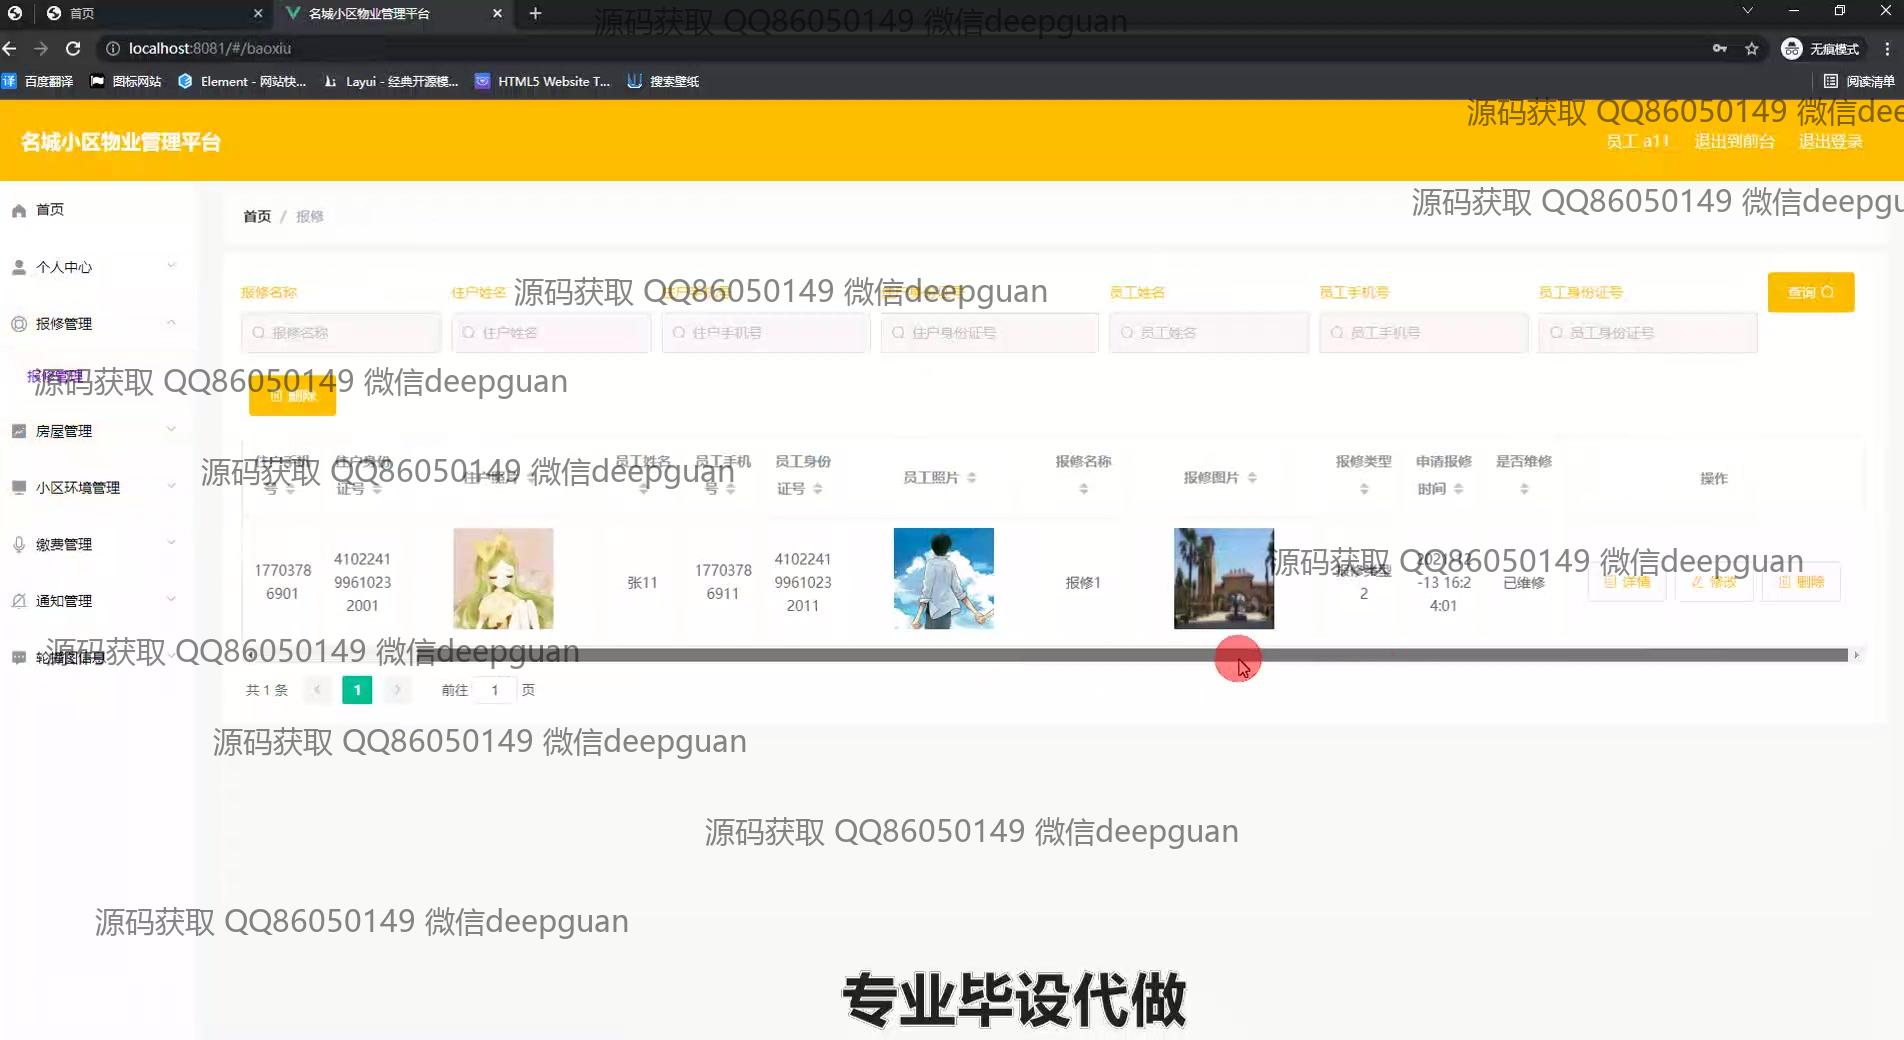 首页
名城小区物业管理平台
源码获取 QQ86050149 微信deepguan
localhost:8081/#/baoxiu
无痕模式
百度翻译
图标网站
Element - 网站快...
Layui - 经典开源模...
HTML5 Website T...
搜索壁纸
阅读清单
源码获取 QQ86050149 微信dee
名城小区物业管理平台
员工 a11
退出到前台
退出登录
源码获取 QQ86050149 微信deepgu
首页
首页 / 报修
个人中心
报修名称
住户姓名
源码获取 QQ86050149 微信deepguan
员工姓名
员工手机号
员工身份证号
查询
报修管理
报修名称
住户姓名
住户手机号
住户身份证号
员工姓名
员工手机号
员工身份证号
报修管理
源码获取 QQ86050149 微信deepguan
删除
房屋管理
住户手机号
住户身份证号
住户照片
员工姓名
员工手机号
员工身份证号
员工照片
报修名称
报修图片
报修类型
申请报修时间
是否维修
操作
源码获取 QQ86050149 微信deepguan
小区环境管理
缴费管理
1770378
6901
4102241
9961023
2001
张11
1770378
6911
4102241
9961023
2011
报修1
报修类型
2
-13 16:2
4:01
已维修
详情
修改
删除
源码获取 QQ86050149 微信deepguan
通知管理
轮播图信息
源码获取 QQ86050149 微信deepguan
共 1 条
1
前往 1 页
源码获取 QQ86050149 微信deepguan
源码获取 QQ86050149 微信deepguan
源码获取 QQ86050149 微信deepguan
专业毕设代做